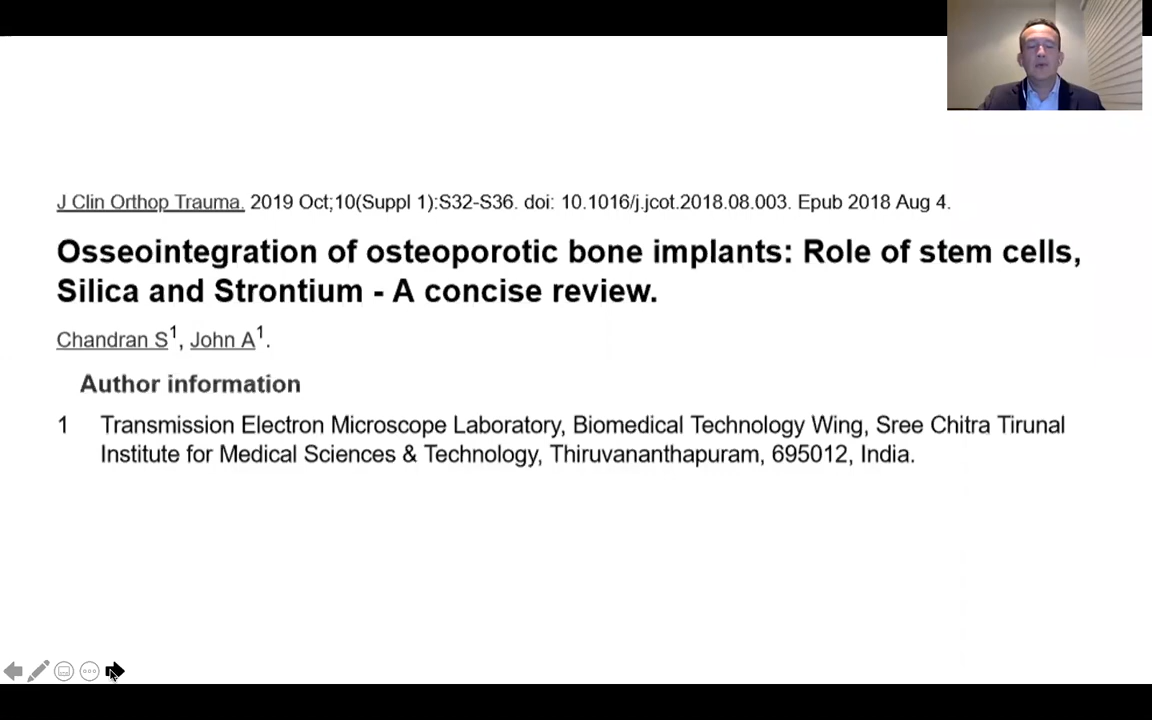 J Clin Orthop Trauma. 2019 Oct;10(Suppl 1):S32-S36. doi: 10.1016/j.jcot.2018.08.003. Epub 2018 Aug 4.
Osseointegration of osteoporotic bone implants: Role of stem cells,
Silica and Strontium - A concise review.
Chandran S1, John A1.
Author information
1 Transmission Electron Microscope Laboratory, Biomedical Technology Wing, Sree Chitra Tirunal
Institute for Medical Sciences & Technology, Thiruvananthapuram, 695012, India.